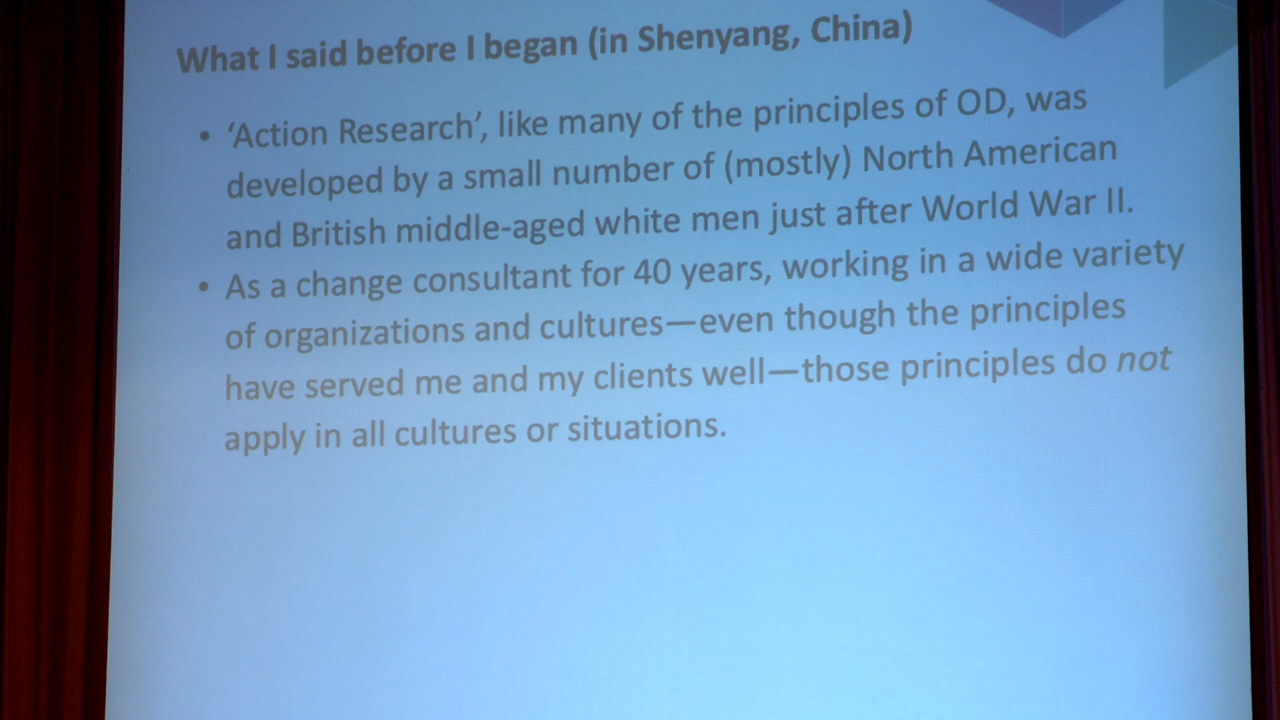 What I said before I began (in Shenyang, China)
• ‘Action Research’, like many of the principles of OD, was
developed by a small number of (mostly) North American
and British middle-aged white men just after World War II.
• As a change consultant for 40 years, working in a wide variety
of organizations and cultures—even though the principles
have served me and my clients well—those principles do not
apply in all cultures or situations.